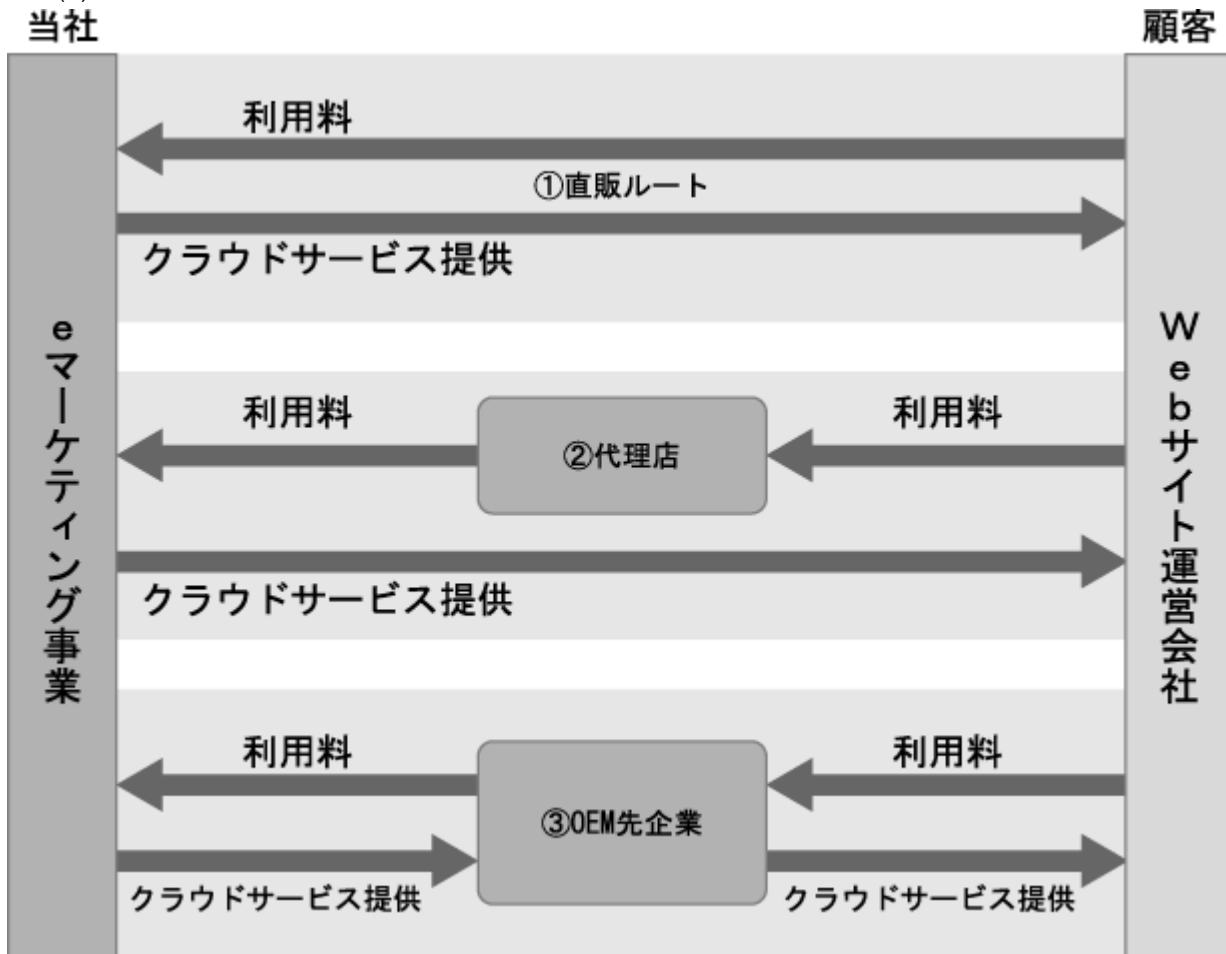 当社
顧客
eマーケティング事業
Webサイト運営会社
利用料
①直販ルート
クラウドサービス提供
利用料
②代理店
利用料
クラウドサービス提供
利用料
③OEM先企業
利用料
クラウドサービス提供
クラウドサービス提供